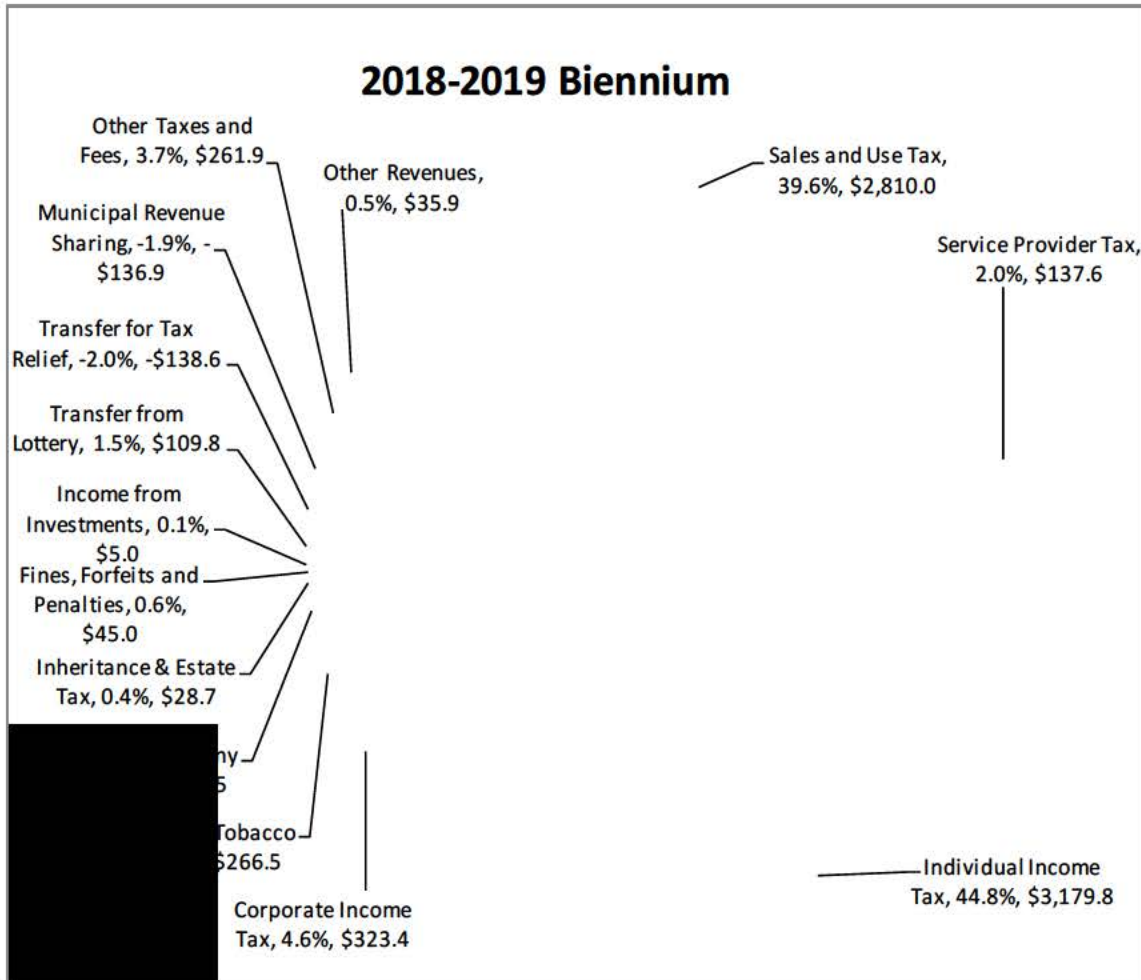 2018-2019 Biennium
Other Taxes and
Fees, 3.7%, $261.9
Other Revenues,
0.5%, $35.9
Sales and Use Tax,
39.6%, $2,810.0
Municipal Revenue
Sharing, -1.9%, -
$136.9
Service Provider Tax,
2.0%, $137.6
Transfer for Tax
Relief, -2.0%, -$138.6
Transfer from
Lottery, 1.5%, $109.8
Income from
Investments, 0.1%,
$5.0
Fines, Forfeits and
Penalties, 0.6%,
$45.0
Inheritance & Estate
Tax, 0.4%, $28.7
Tobacco
$266.5
Corporate Income
Tax, 4.6%, $323.4
Individual Income
Tax, 44.8%, $3,179.8